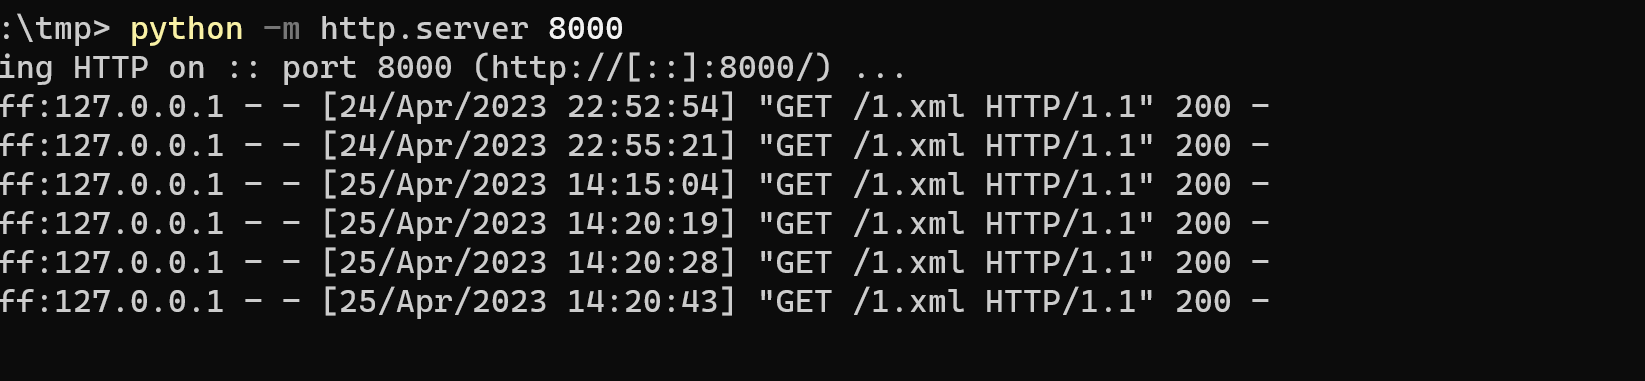 :\tmp> python -m http.server 8000
ing HTTP on :: port 8000 (http://[::]:8000/) ...
ff:127.0.0.1 - - [24/Apr/2023 22:52:54] "GET /1.xml HTTP/1.1" 200 -
ff:127.0.0.1 - - [24/Apr/2023 22:55:21] "GET /1.xml HTTP/1.1" 200 -
ff:127.0.0.1 - - [25/Apr/2023 14:15:04] "GET /1.xml HTTP/1.1" 200 -
ff:127.0.0.1 - - [25/Apr/2023 14:20:19] "GET /1.xml HTTP/1.1" 200 -
ff:127.0.0.1 - - [25/Apr/2023 14:20:28] "GET /1.xml HTTP/1.1" 200 -
ff:127.0.0.1 - - [25/Apr/2023 14:20:43] "GET /1.xml HTTP/1.1" 200 -